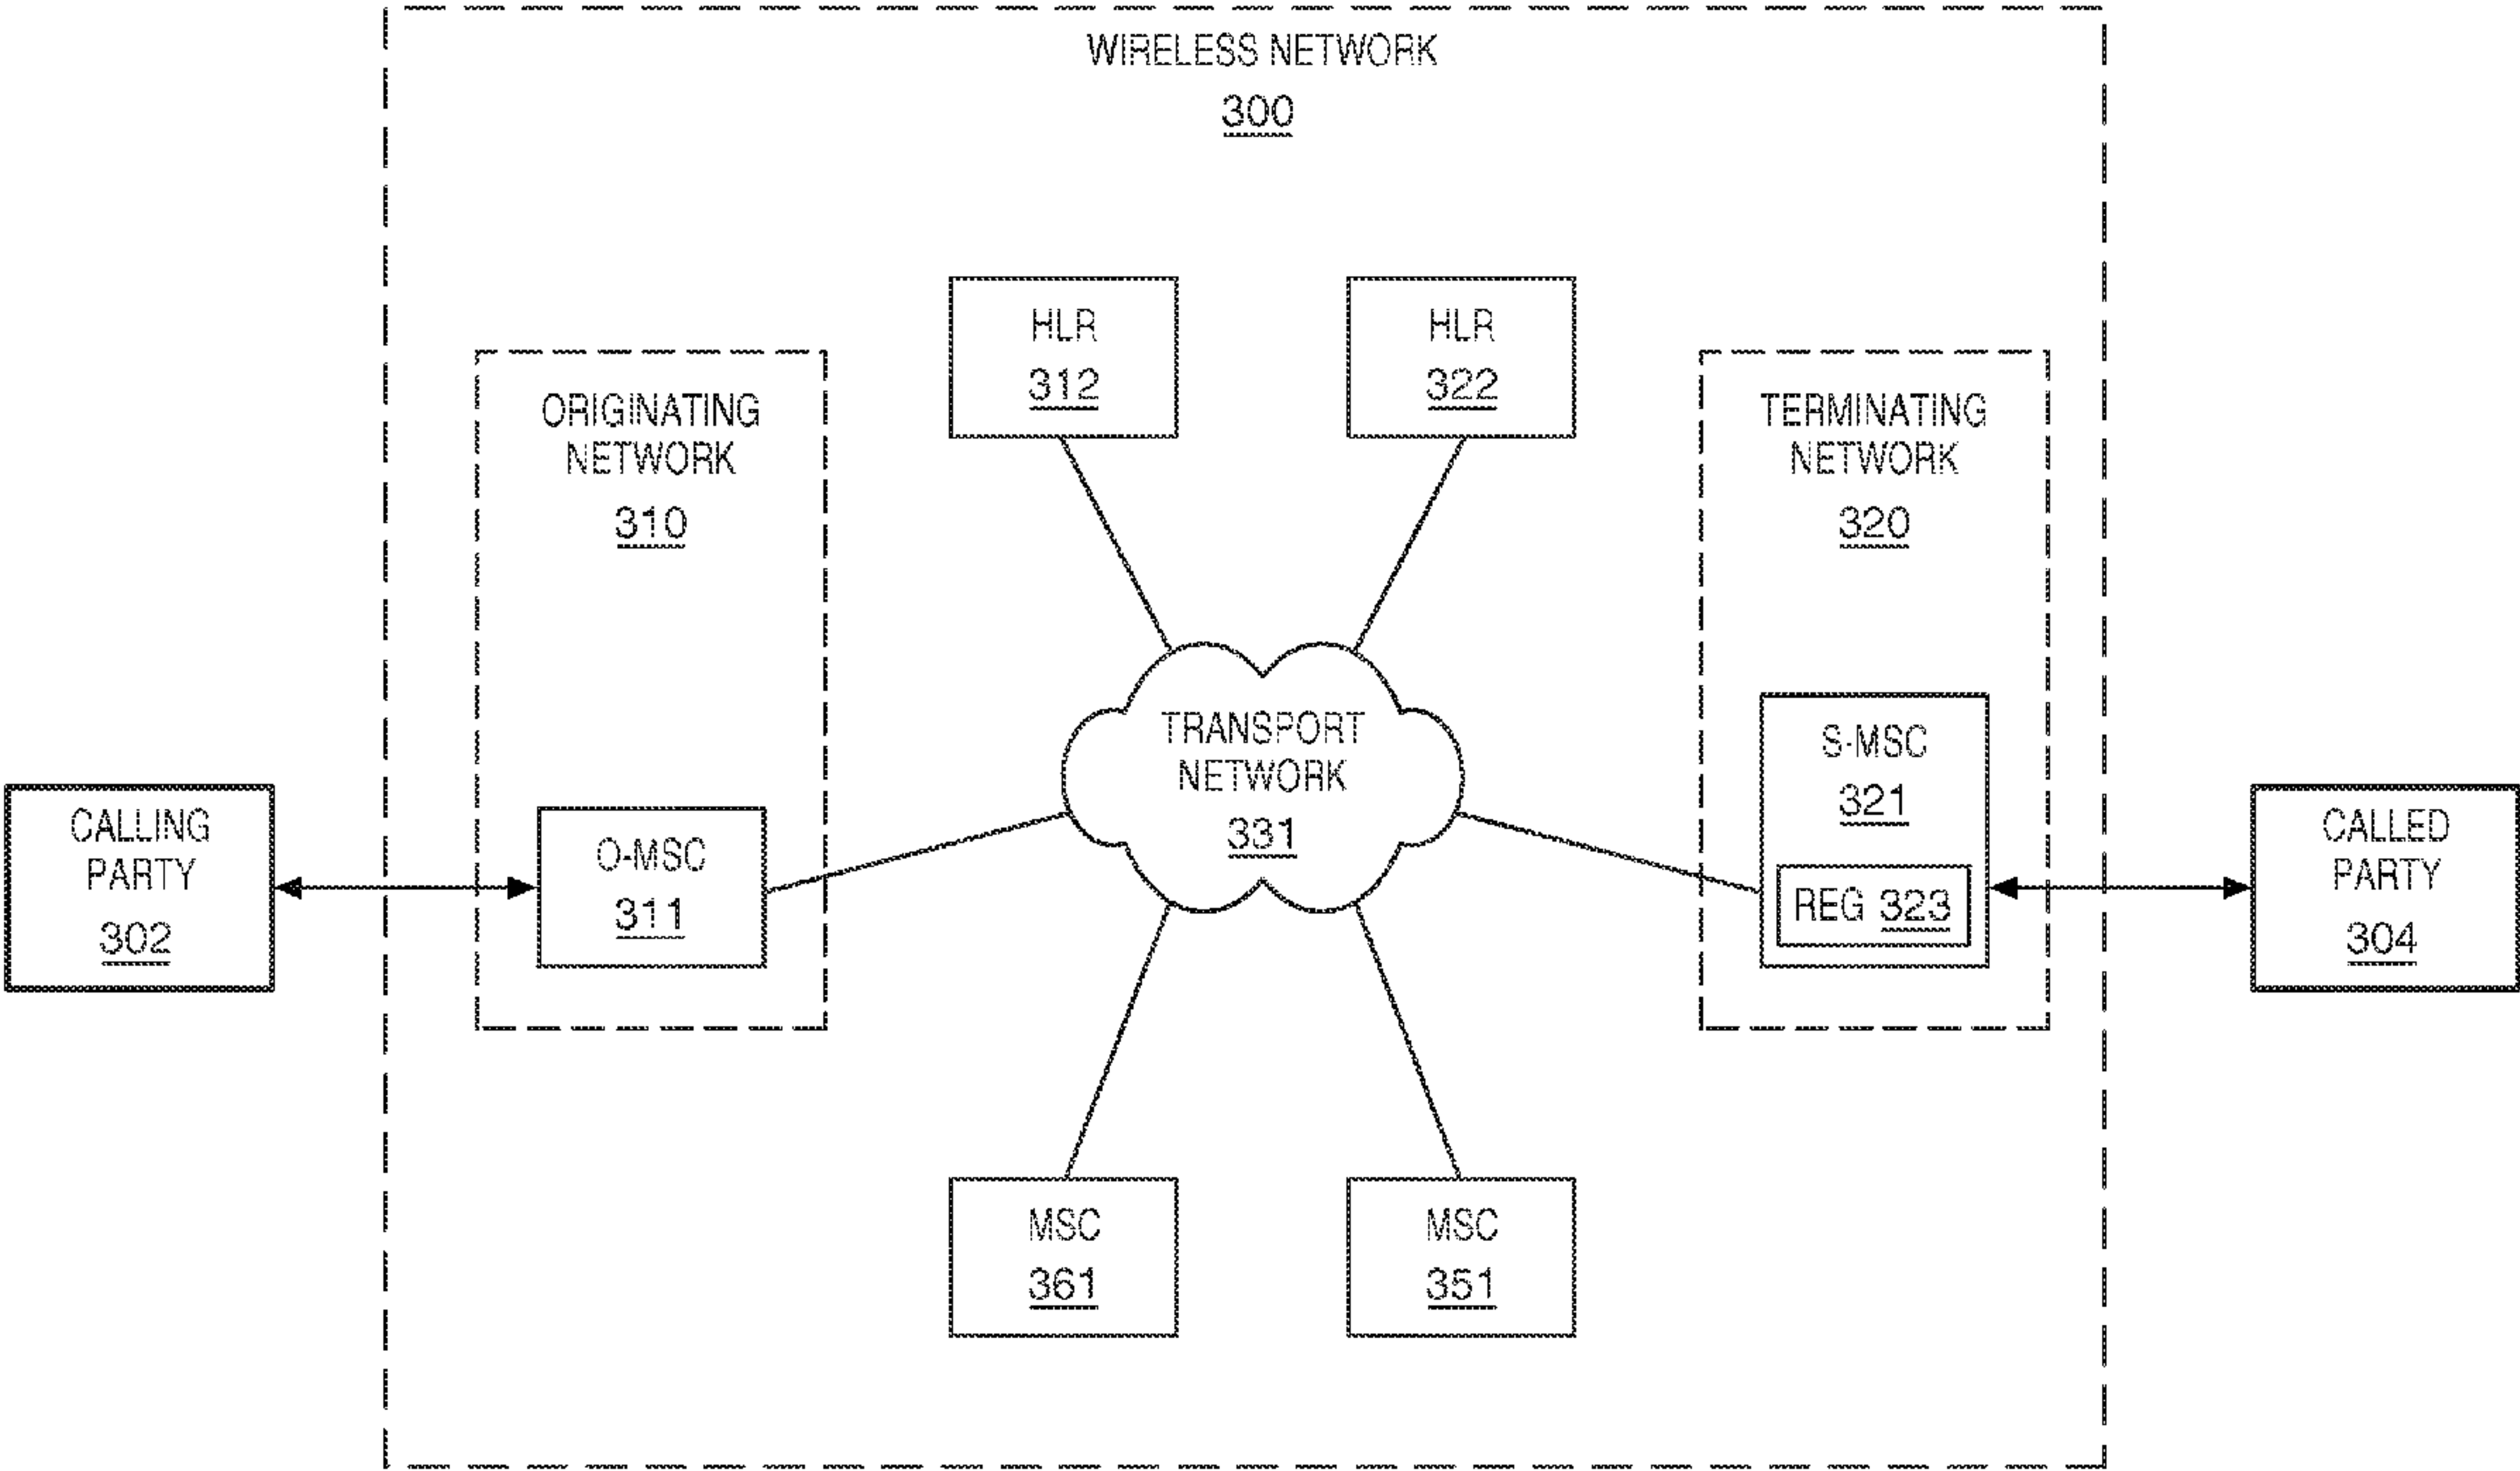 WIRELESS NETWORK
300
HLR
312
HLR
322
ORIGINATING
NETWORK
310
TERMINATING
NETWORK
320
TRANSPORT
NETWORK
331
S-MSC
321
REG 323
CALLING
PARTY
302
O-MSC
311
CALLED
PARTY
304
MSC
361
MSC
351